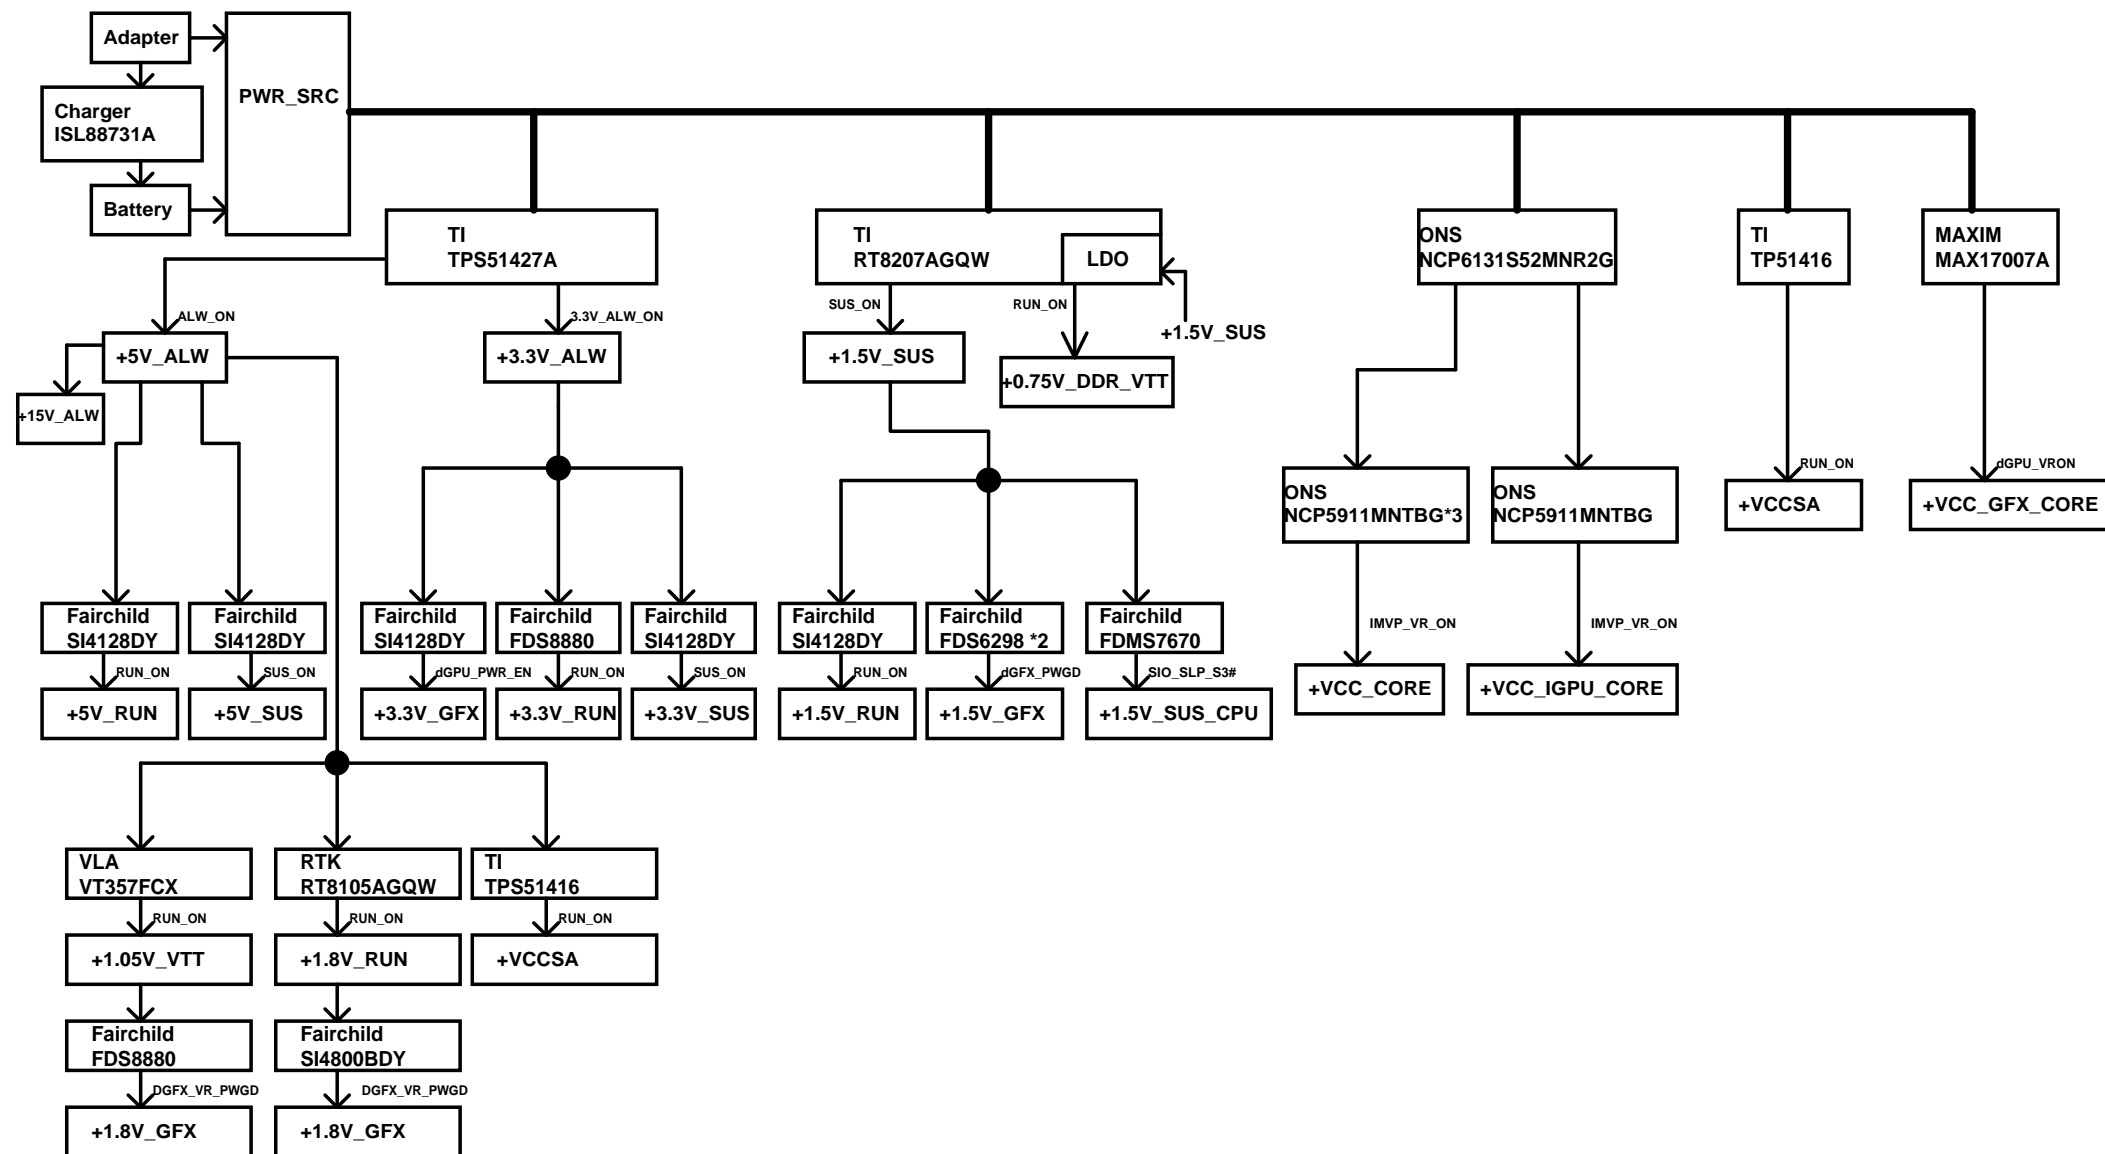 Adapter
PWR_SRC
Charger
ISL88731A
Battery
TI
TPS51427A
TI
RT8207AGQW
LDO
ONS
NCP6131S52MNR2G
TI
TP51416
MAXIM
MAX17007A
ALW_ON
3.3V_ALW_ON
SUS_ON
RUN_ON
+1.5V_SUS
+5V_ALW
+3.3V_ALW
+1.5V_SUS
+0.75V_DDR_VTT
+15V_ALW
RUN_ON
dGPU_VRON
ONS
NCP5911MNTBG*3
ONS
NCP5911MNTBG
+VCCSA
+VCC_GFX_CORE
Fairchild
SI4128DY
Fairchild
SI4128DY
Fairchild
SI4128DY
Fairchild
FDS8880
Fairchild
SI4128DY
Fairchild
SI4128DY
Fairchild
FDS6298 *2
Fairchild
FDMS7670
IMVP_VR_ON
IMVP_VR_ON
RUN_ON
SUS_ON
dGPU_PWR_EN
RUN_ON
SUS_ON
RUN_ON
dGFX_PWGD
SIO_SLP_S3#
+5V_RUN
+5V_SUS
+3.3V_GFX
+3.3V_RUN
+3.3V_SUS
+1.5V_RUN
+1.5V_GFX
+1.5V_SUS_CPU
+VCC_CORE
+VCC_IGPU_CORE
VLA
VT357FCX
RTK
RT8105AGQW
TI
TPS51416
RUN_ON
RUN_ON
RUN_ON
+1.05V_VTT
+1.8V_RUN
+VCCSA
Fairchild
FDS8880
Fairchild
SI4800BDY
DGFX_VR_PWGD
DGFX_VR_PWGD
+1.8V_GFX
+1.8V_GFX